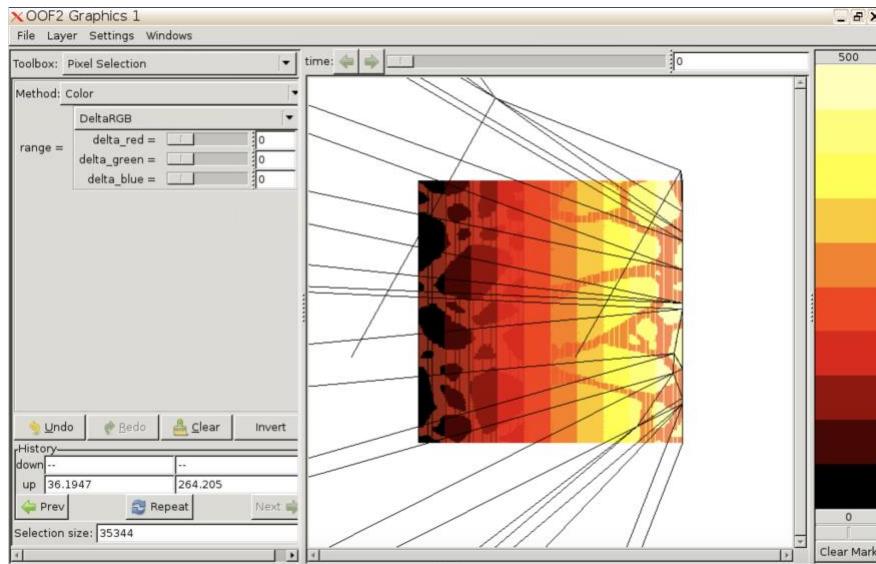 OOF2 Graphics 1
File Layer Settings Windows
Toolbox: Pixel Selection
time: 0
500
Method: Color
DeltaRGB
range =
delta_red = 0
delta_green = 0
delta_blue = 0
Undo Redo Clear Invert
History
down -- --
up 36.1947 264.205
Prev Repeat Next
Selection size: 35344
0
Clear Mark